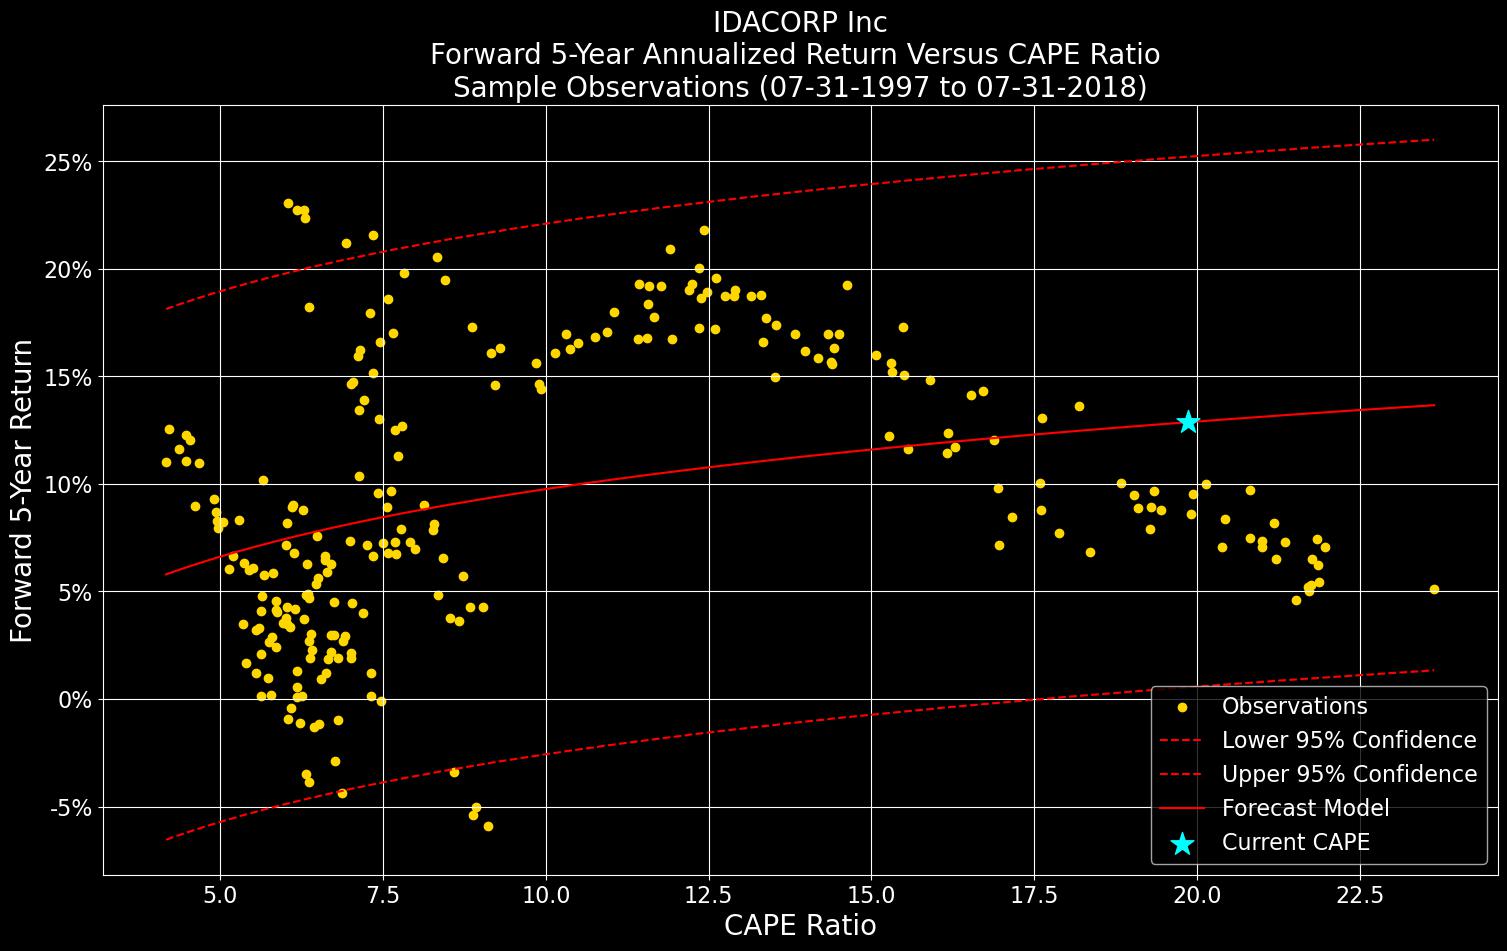 IDACORP Inc
Forward 5-Year Annualized Return Versus CAPE Ratio
Sample Observations (07-31-1997 to 07-31-2018)
Forward 5-Year Return
25%
20%
15%
10%
5%
0%
-5%
5.0 7.5 10.0 12.5 15.0 17.5 20.0 22.5
CAPE Ratio
Observations
Lower 95% Confidence
Upper 95% Confidence
Forecast Model
Current CAPE